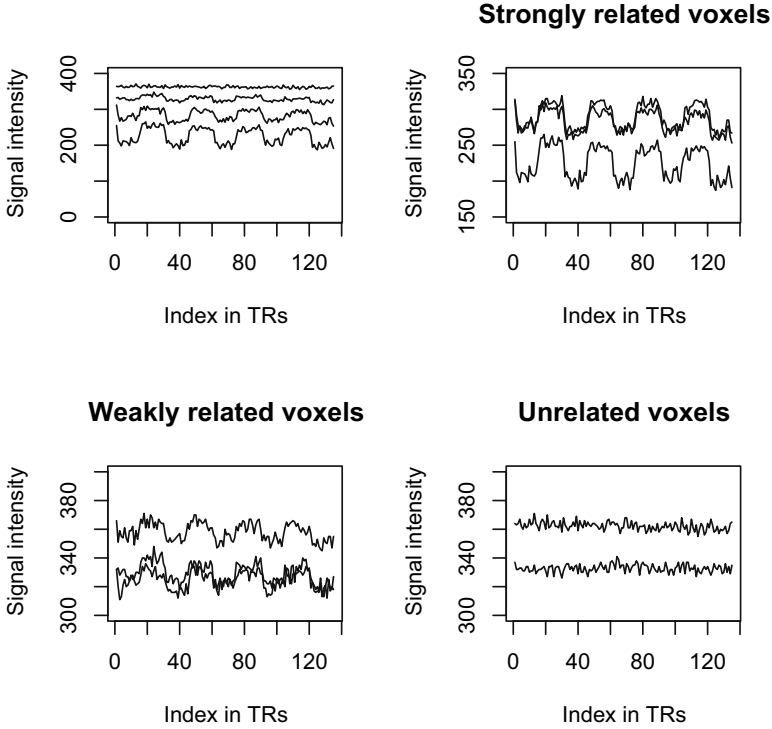 Strongly related voxels
Signal intensity
0 200 400
0 40 80 120
Index in TRs
Signal intensity
150 250 350
0 40 80 120
Index in TRs
Weakly related voxels
Signal intensity
300 340 380
0 40 80 120
Index in TRs
Unrelated voxels
Signal intensity
300 340 380
0 40 80 120
Index in TRs